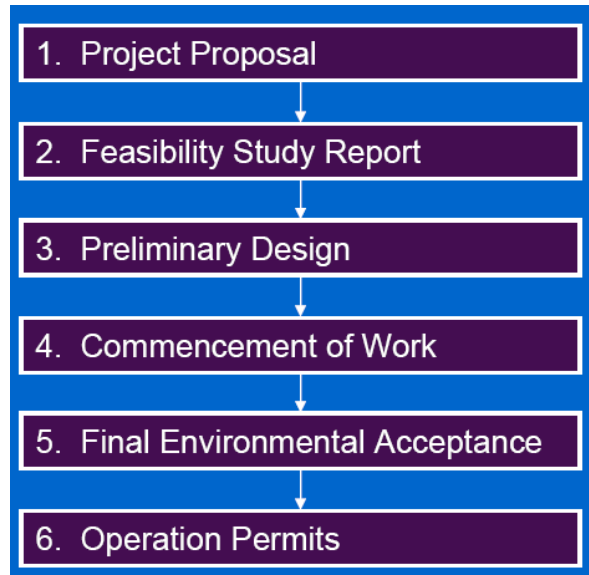 1. Project Proposal
2. Feasibility Study Report
3. Preliminary Design
4. Commencement of Work
5. Final Environmental Acceptance
6. Operation Permits